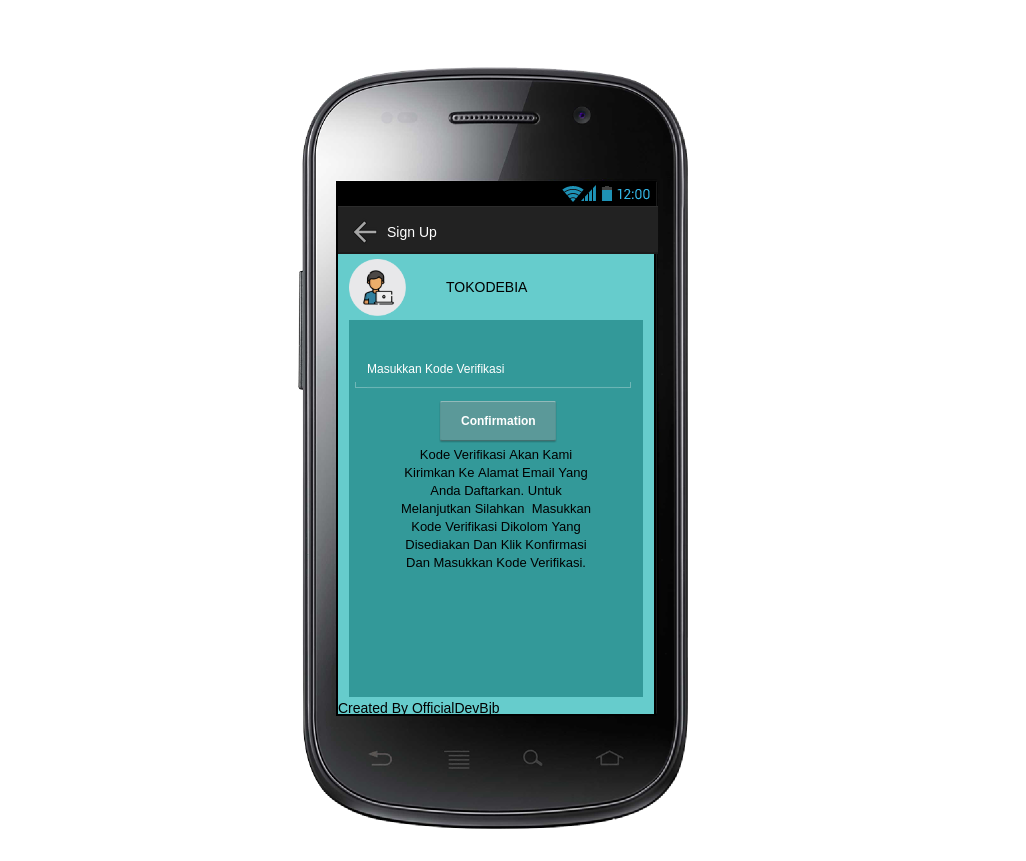 12:00
Sign Up
TOKODEBIA
Masukkan Kode Verifikasi
Confirmation
Kode Verifikasi Akan Kami
Kirimkan Ke Alamat Email Yang
Anda Daftarkan. Untuk
Melanjutkan Silahkan  Masukkan
Kode Verifikasi Dikolom Yang
Disediakan Dan Klik Konfirmasi
Dan Masukkan Kode Verifikasi.
Created By OfficialDevBjb